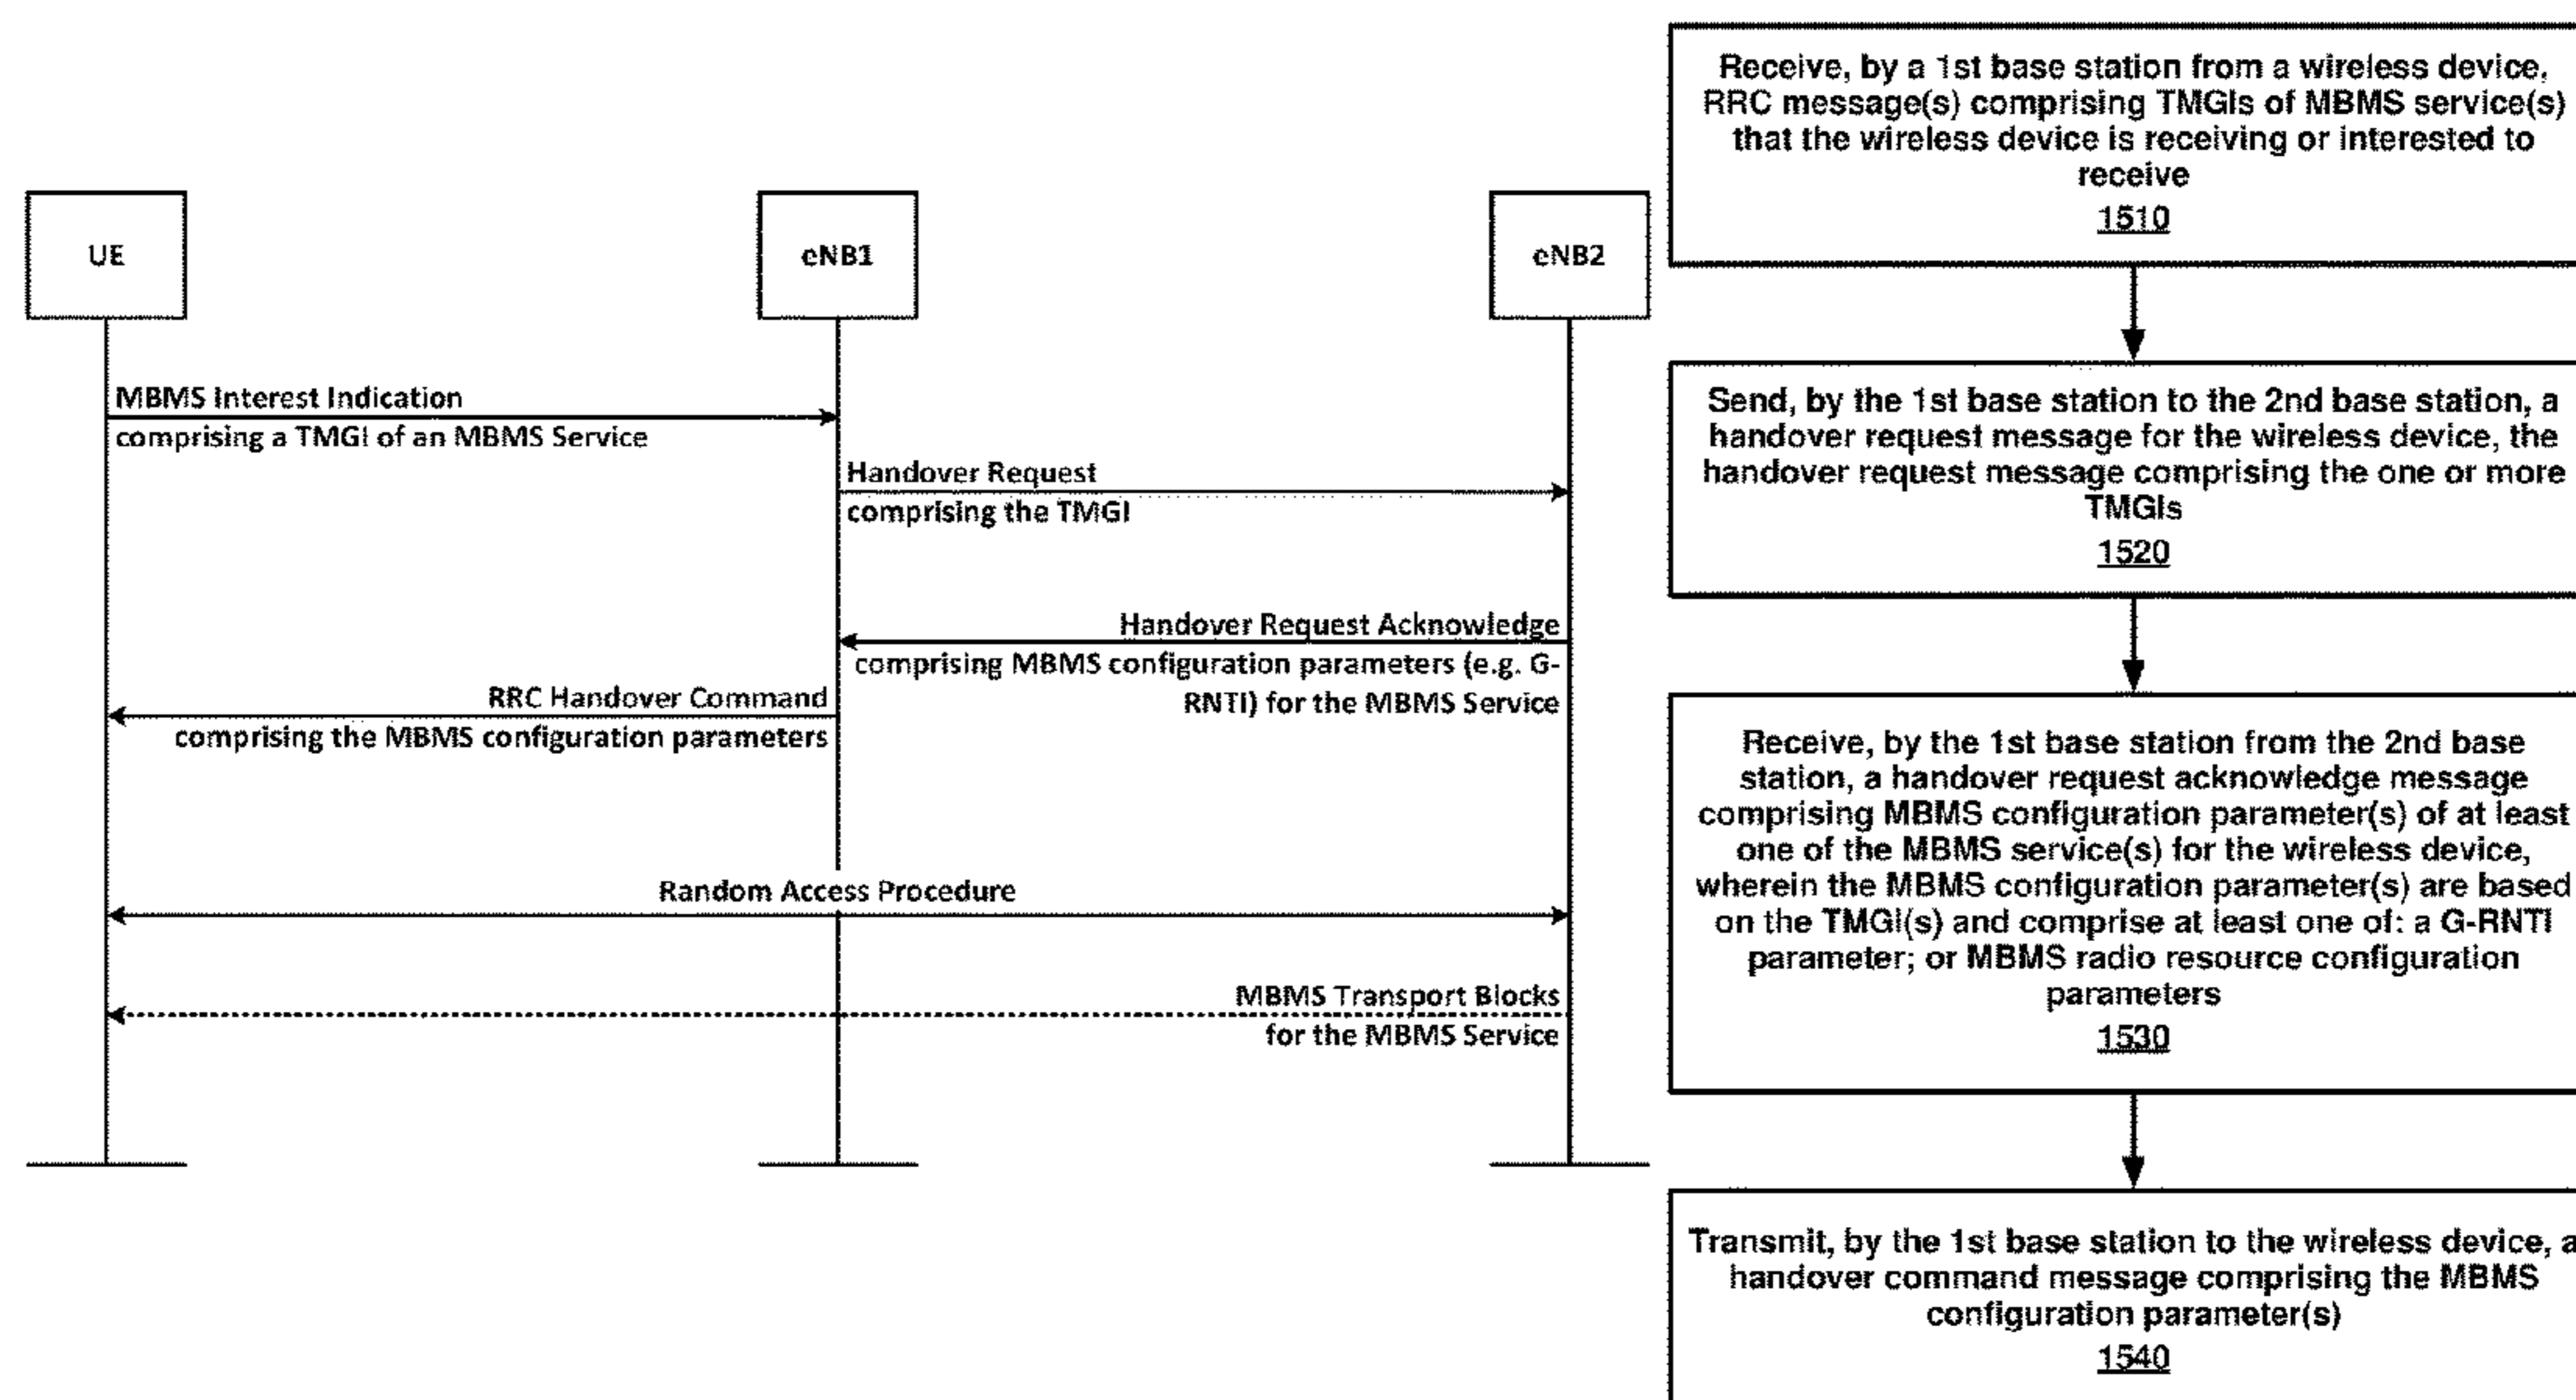 UE
eNB1
eNB2
MBMS Interest Indication
comprising a TMGI of an MBMS Service
Handover Request
comprising the TMGI
Handover Request Acknowledge
comprising MBMS configuration parameters (e.g. G-
RNTI) for the MBMS Service
RRC Handover Command
comprising the MBMS configuration parameters
Random Access Procedure
MBMS Transport Blocks
for the MBMS Service
Receive, by a 1st base station from a wireless device,
RRC message(s) comprising TMGIs of MBMS service(s)
that the wireless device is receiving or interested to
receive
1510
Send, by the 1st base station to the 2nd base station, a
handover request message for the wireless device, the
handover request message comprising the one or more
TMGIs
1520
Receive, by the 1st base station from the 2nd base
station, a handover request acknowledge message
comprising MBMS configuration parameter(s) of at least
one of the MBMS service(s) for the wireless device,
wherein the MBMS configuration parameter(s) are based
on the TMGI(s) and comprise at least one of: a G-RNTI
parameter; or MBMS radio resource configuration
parameters
1530
Transmit, by the 1st base station to the wireless device, a
handover command message comprising the MBMS
configuration parameter(s)
1540